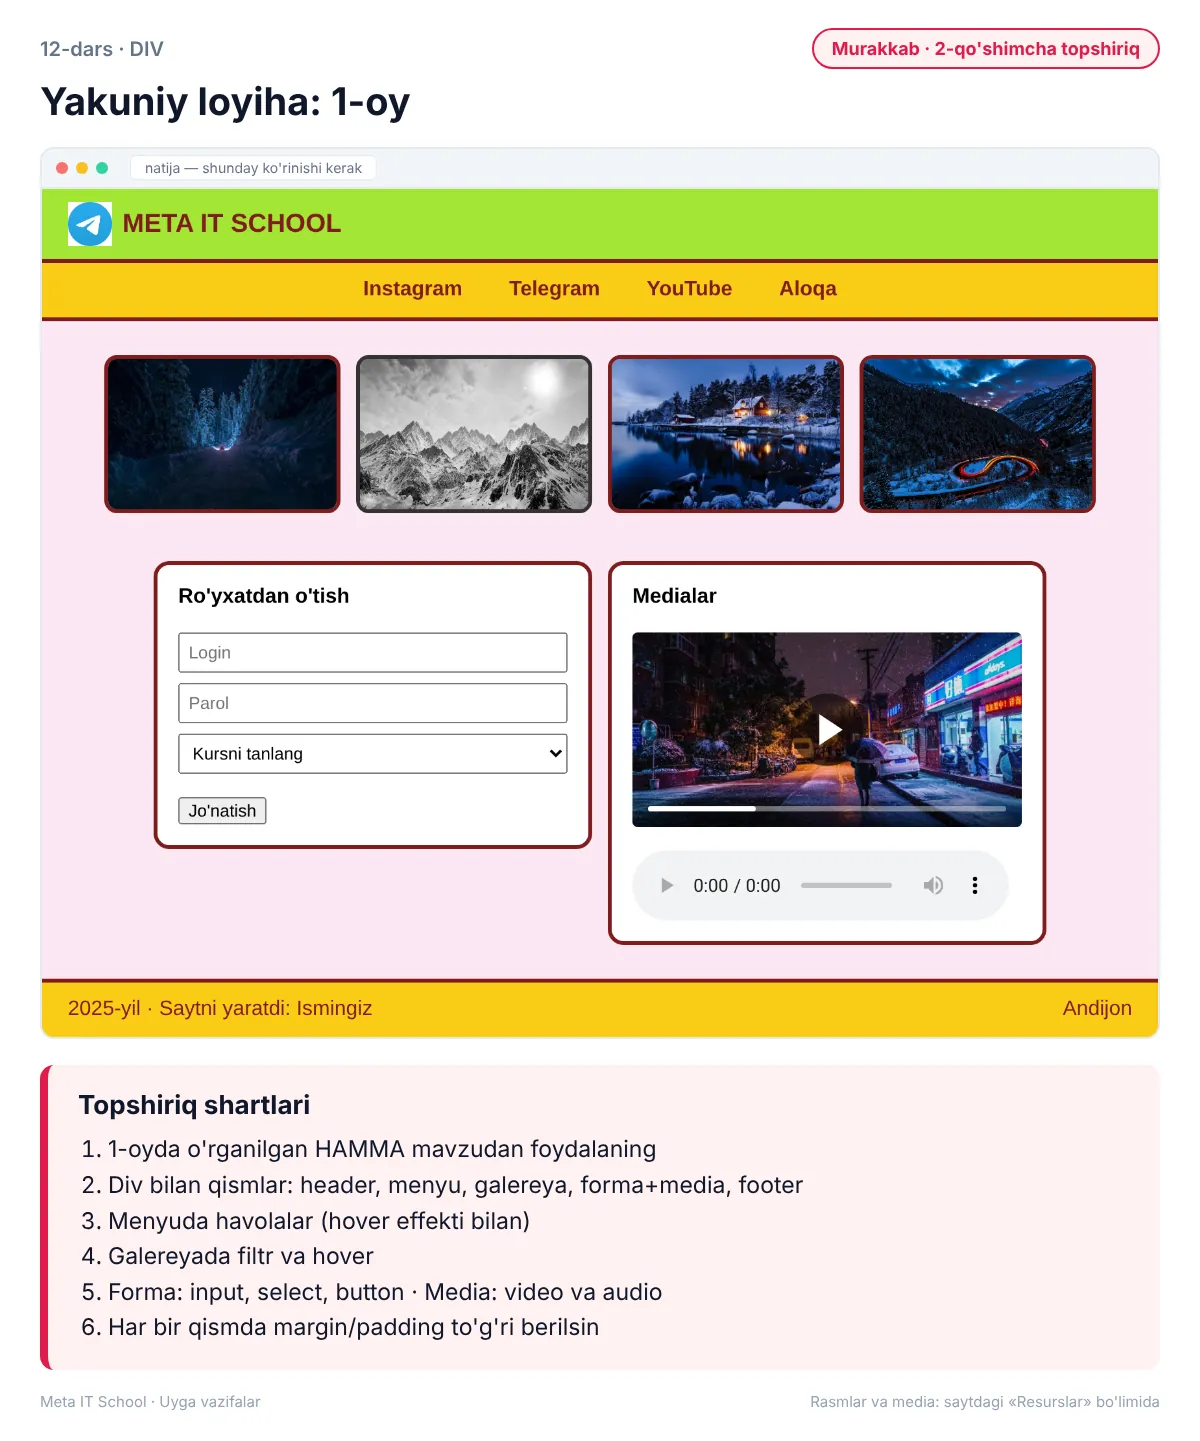 12-dars · DIV
Murakkab · 2-qo'shimcha topshiriq
Yakuniy loyiha: 1-oy
natija — shunday ko'rinishi kerak
META IT SCHOOL
Instagram Telegram YouTube Aloqa
Ro'yxatdan o'tish
Login
Parol
Kursni tanlang
Jo'natish
Medialar
0:00 / 0:00
2025-yil · Saytni yaratdi: Ismingiz
Andijon
Topshiriq shartlari
1. 1-oyda o'rganilgan HAMMA mavzudan foydalaning
2. Div bilan qismlar: header, menyu, galereya, forma+media, footer
3. Menyuda havolalar (hover effekti bilan)
4. Galereyada filtr va hover
5. Forma: input, select, button · Media: video va audio
6. Har bir qismda margin/padding to'g'ri berilsin
Meta IT School · Uyga vazifalar
Rasmlar va media: saytdagi «Resurslar» bo'limida